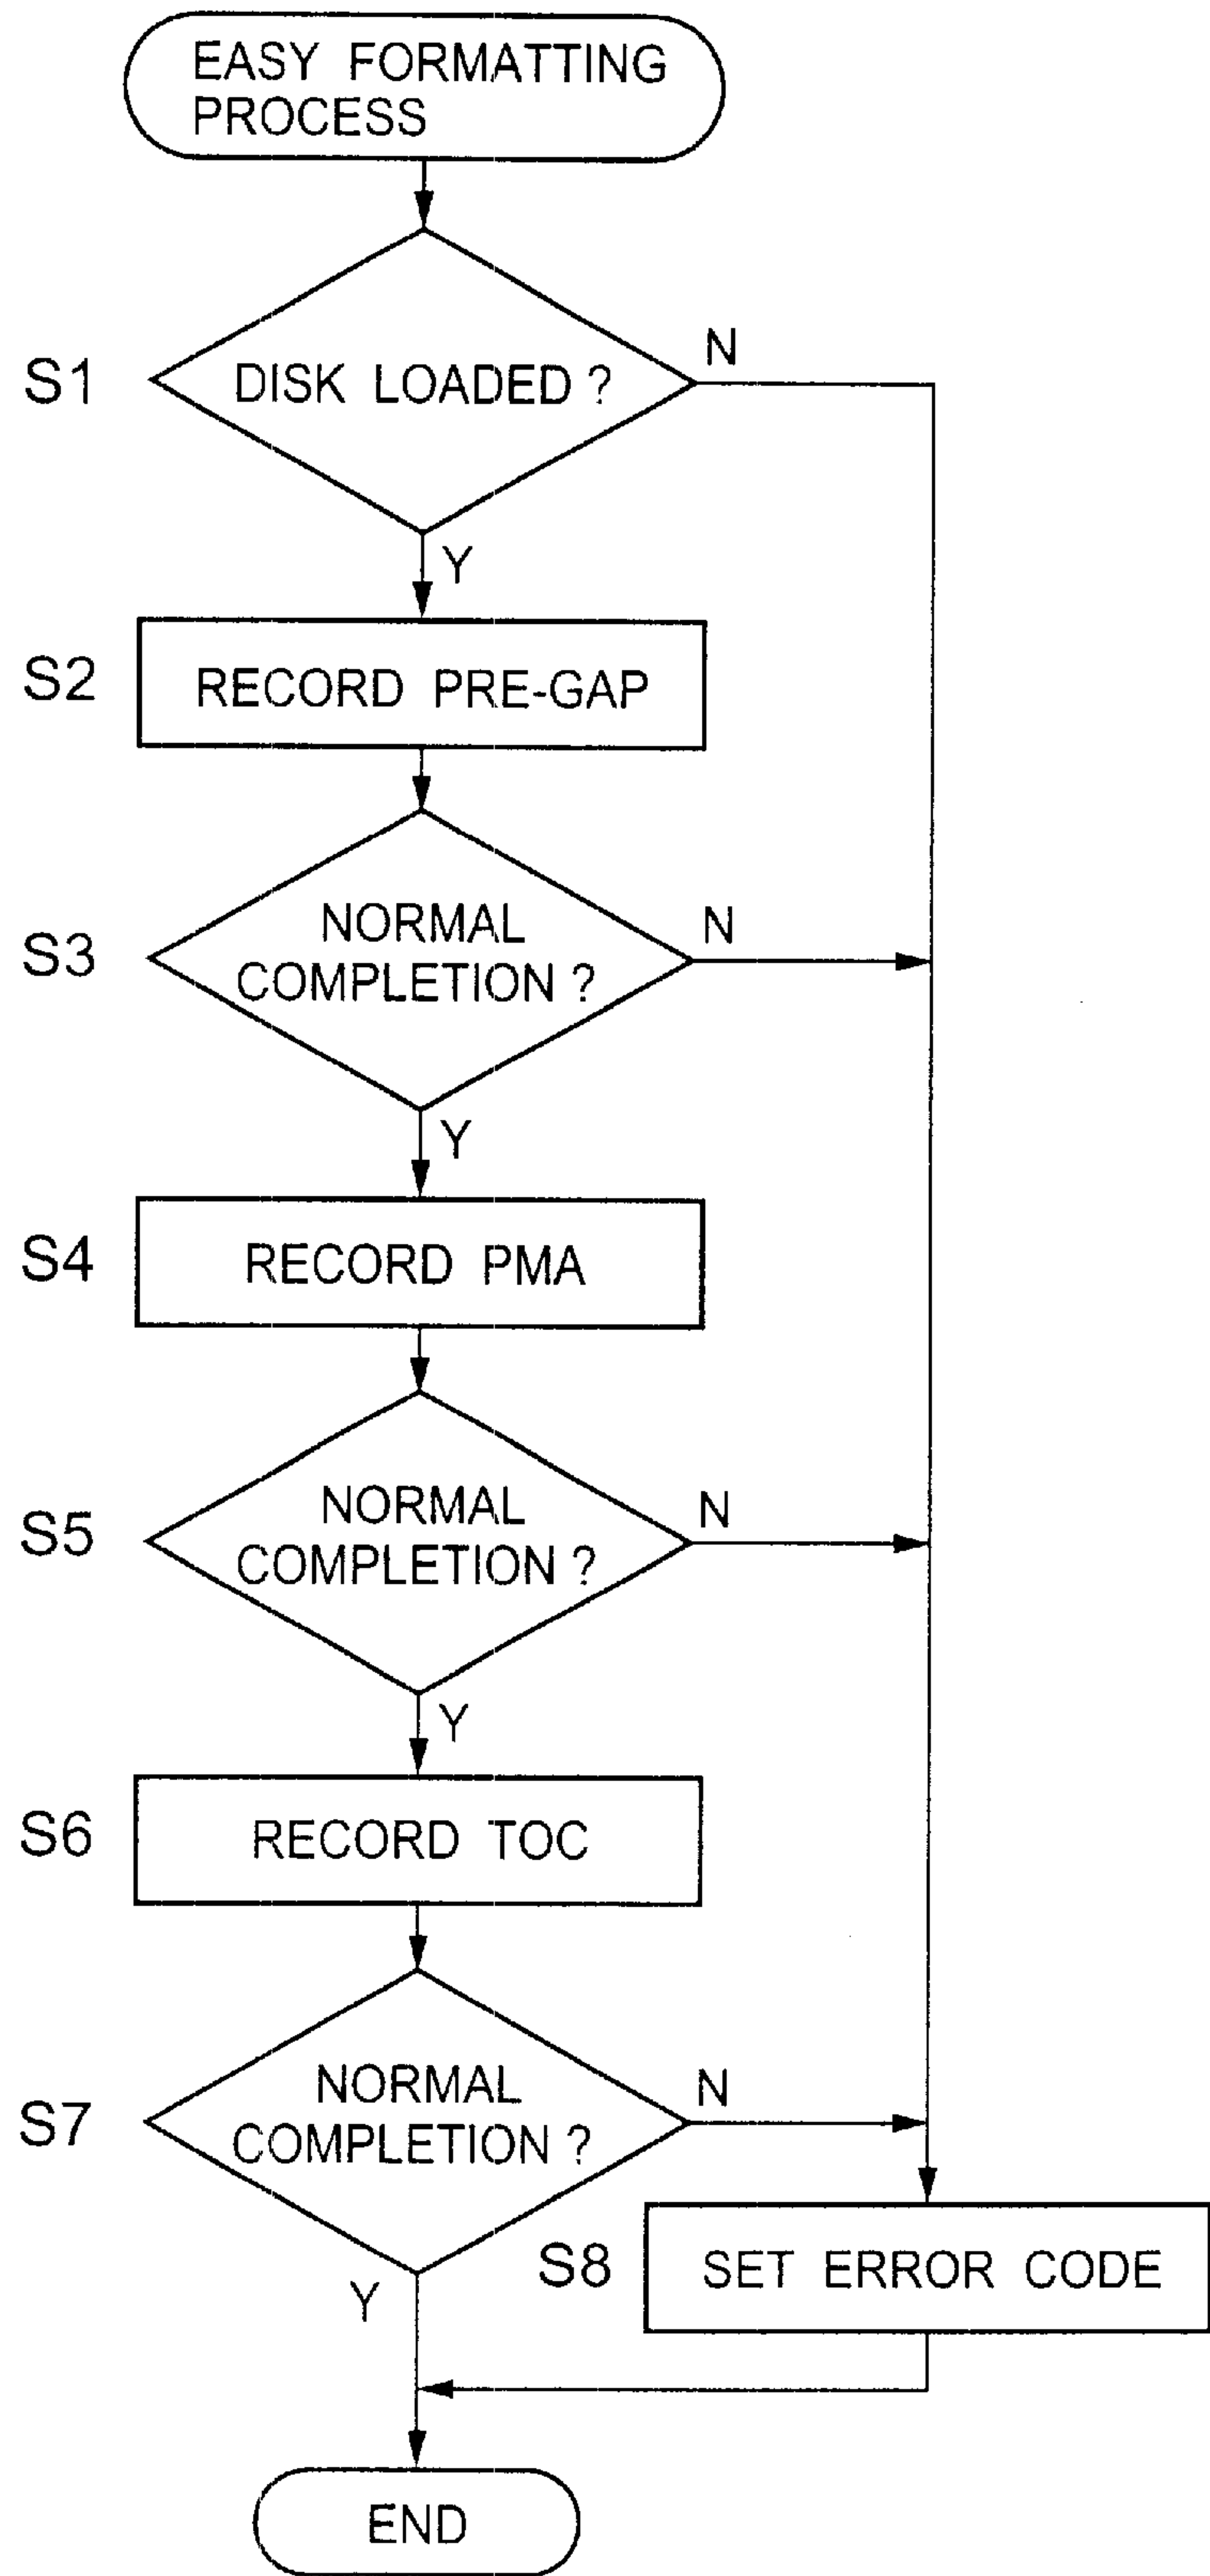 EASY FORMATTING
PROCESS
S1
DISK LOADED ?
N
Y
S2
RECORD PRE-GAP
S3
NORMAL
COMPLETION ?
N
Y
S4
RECORD PMA
S5
NORMAL
COMPLETION ?
N
Y
S6
RECORD TOC
S7
NORMAL
COMPLETION ?
N
Y
S8
SET ERROR CODE
END